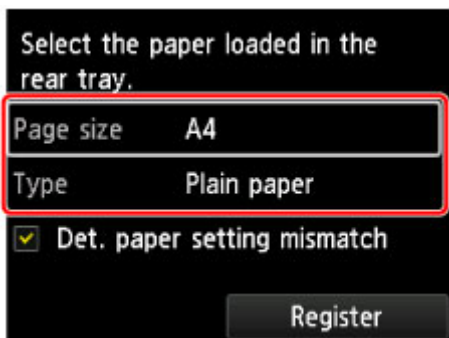 Select the paper loaded in the
rear tray.
Page size A4
Type Plain paper
Det. paper setting mismatch
Register